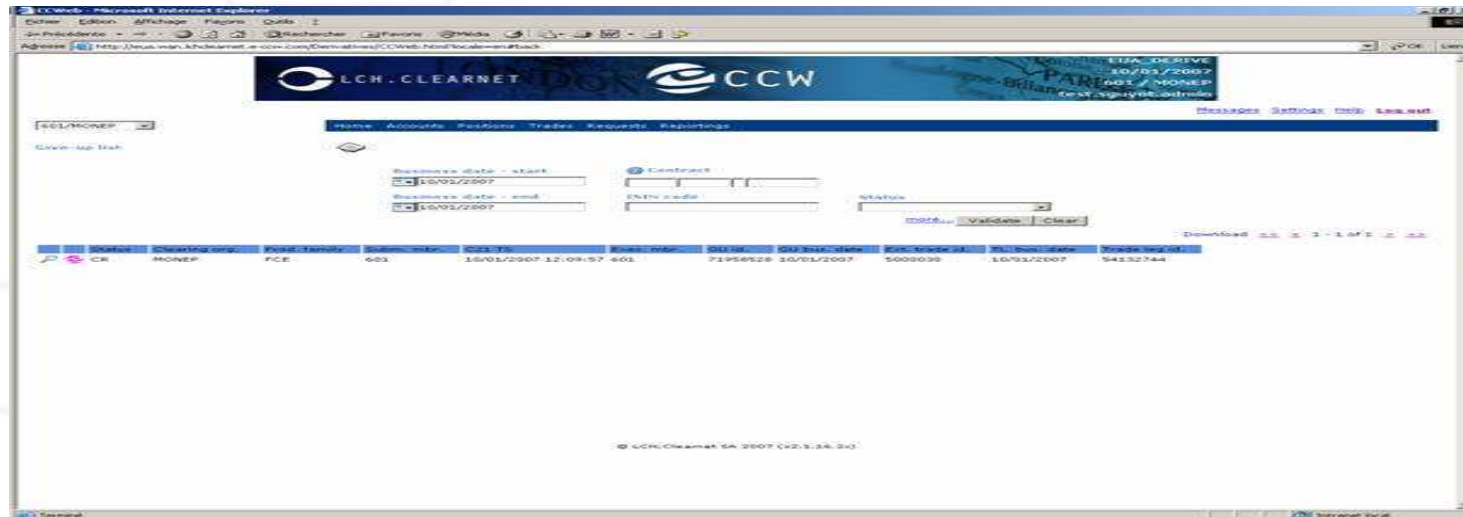 CCWeb - Microsoft Internet Explorer
Fichier Edition Affichage Favoris Outils ?
Précédente Rechercher Favoris Média
Adresse OK Liens
LCH.CLEARNET CCW
10/01/2007
601 / MONEP
Messages Settings Help Log out
601/MONEP Home Accounts Positions Trades Requests Reportings
Give-up list
Business date - start Contract
10/01/2007
Business date - end ISIN code Status
10/01/2007
more... Validate Clear
Download << < 1 - 1 of 1 > >>
Status Clearing org. Prod. family Subm. mbr. C21 TS Exec. mbr. GU id. GU bus. date Ext. trade id. TL. bus. date Trade leg id.
CR MONEP FCE 601 10/01/2007 12:09:57 601 71958528 10/01/2007 5000030 10/01/2007 54132744
© LCH.Clearnet SA 2007
Terminé Intranet local